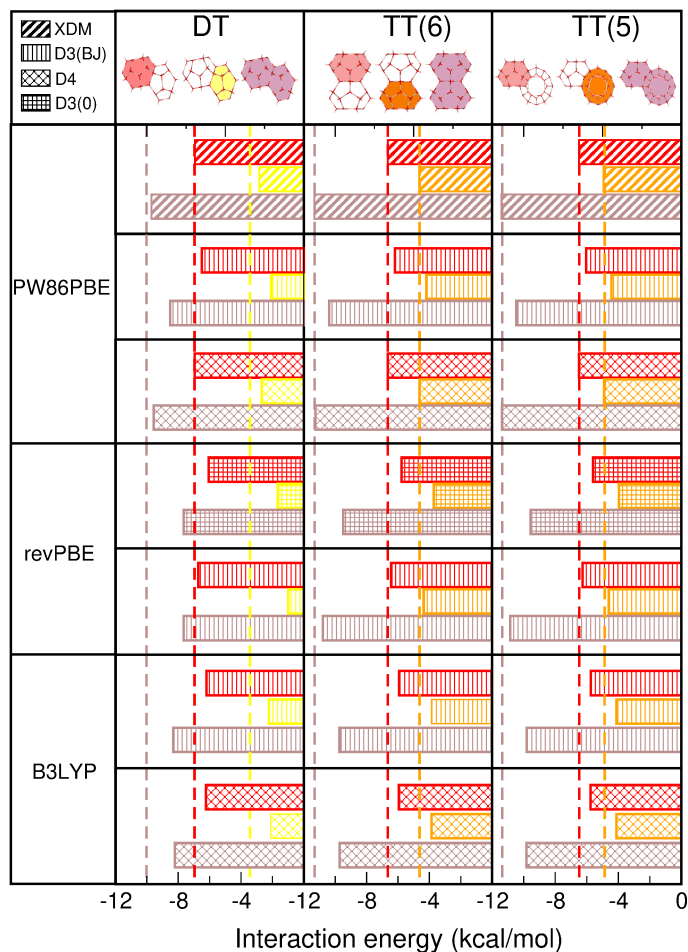 XDM
D3(BJ)
D4
D3(0)
DT
TT(6)
TT(5)
PW86PBE
revPBE
B3LYP
-12 -8 -4 -12 -8 -4 -12 -8 -4 0
Interaction energy (kcal/mol)